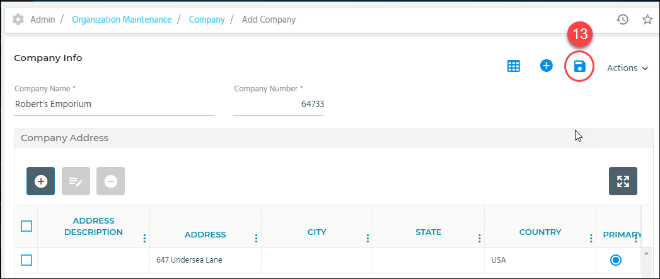 Admin / Organization Maintenance / Company / Add Company
13
Company Info
Actions
Company Name * Company Number *
Robert's Emporium 64733
Company Address
ADDRESS DESCRIPTION ADDRESS CITY STATE COUNTRY PRIMARY
647 Undersea Lane USA